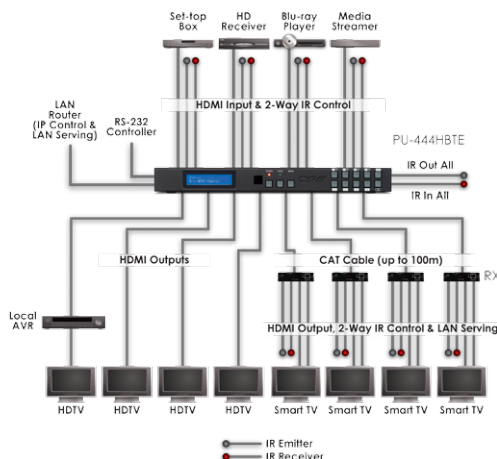 Set-top
Box
HD
Receiver
Blu-ray
Player
Media
Streamer
HDMI Input & 2-Way IR Control
LAN
Router
(IP Control &
LAN Serving)
RS-232
Controller
PU-444HBTE
IR Out All
IR In All
HDMI Outputs
CAT Cable (up to 100m)
RX
HDMI Output, 2-Way IR Control & LAN Serving
Local
AVR
HDTV
HDTV
HDTV
HDTV
Smart TV
Smart TV
Smart TV
Smart TV
IR Emitter
IR Receiver